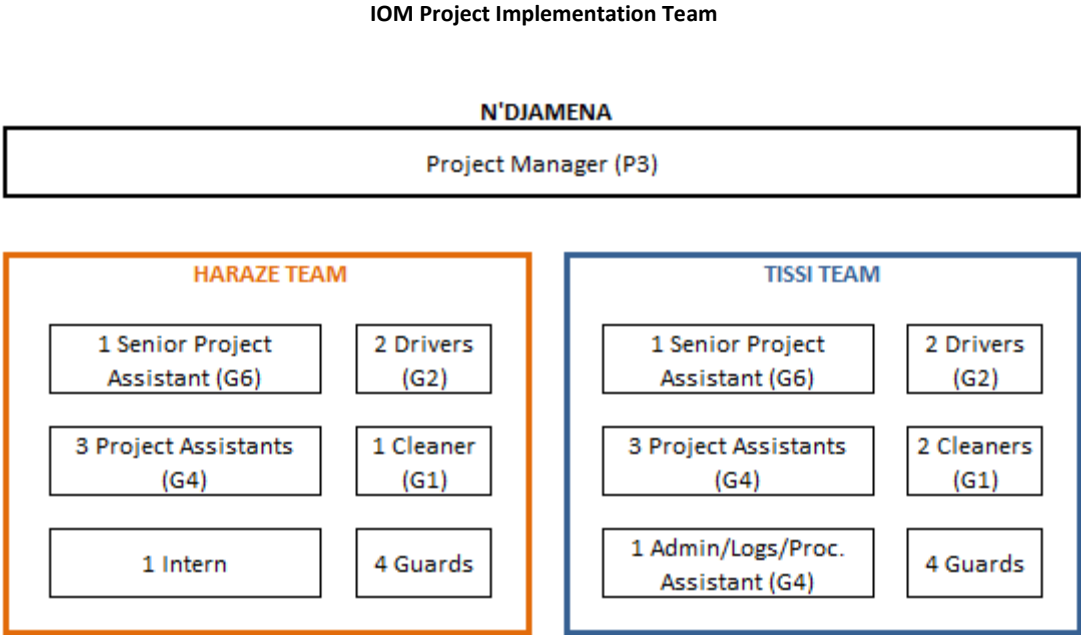 IOM Project Implementation Team
N'DJAMENA
Project Manager (P3)
HARAZE TEAM
1 Senior Project
Assistant (G6)
2 Drivers
(G2)
3 Project Assistants
(G4)
1 Cleaner
(G1)
1 Intern
4 Guards
TISSI TEAM
1 Senior Project
Assistant (G6)
2 Drivers
(G2)
3 Project Assistants
(G4)
2 Cleaners
(G1)
1 Admin/Logs/Proc.
Assistant (G4)
4 Guards